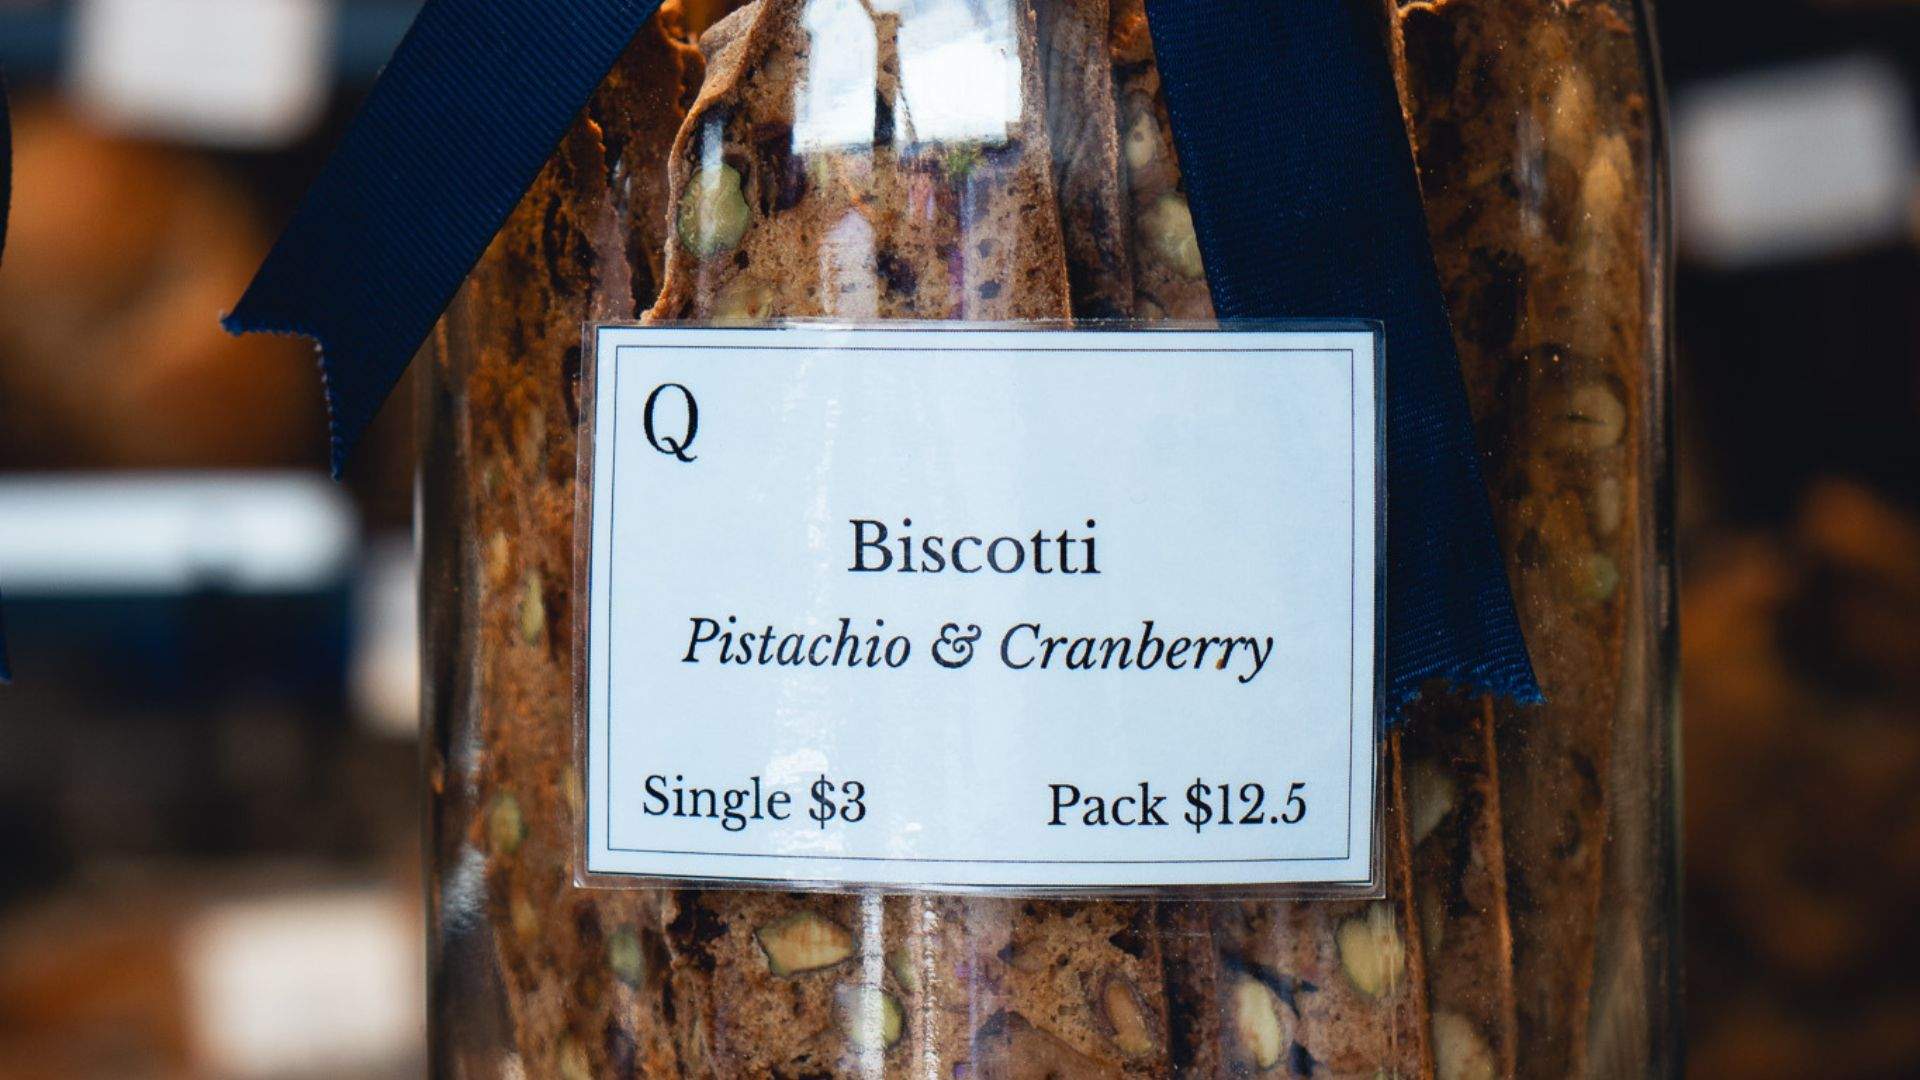 Q
Biscotti
Pistachio & Cranberry
Single $3 Pack $12.5